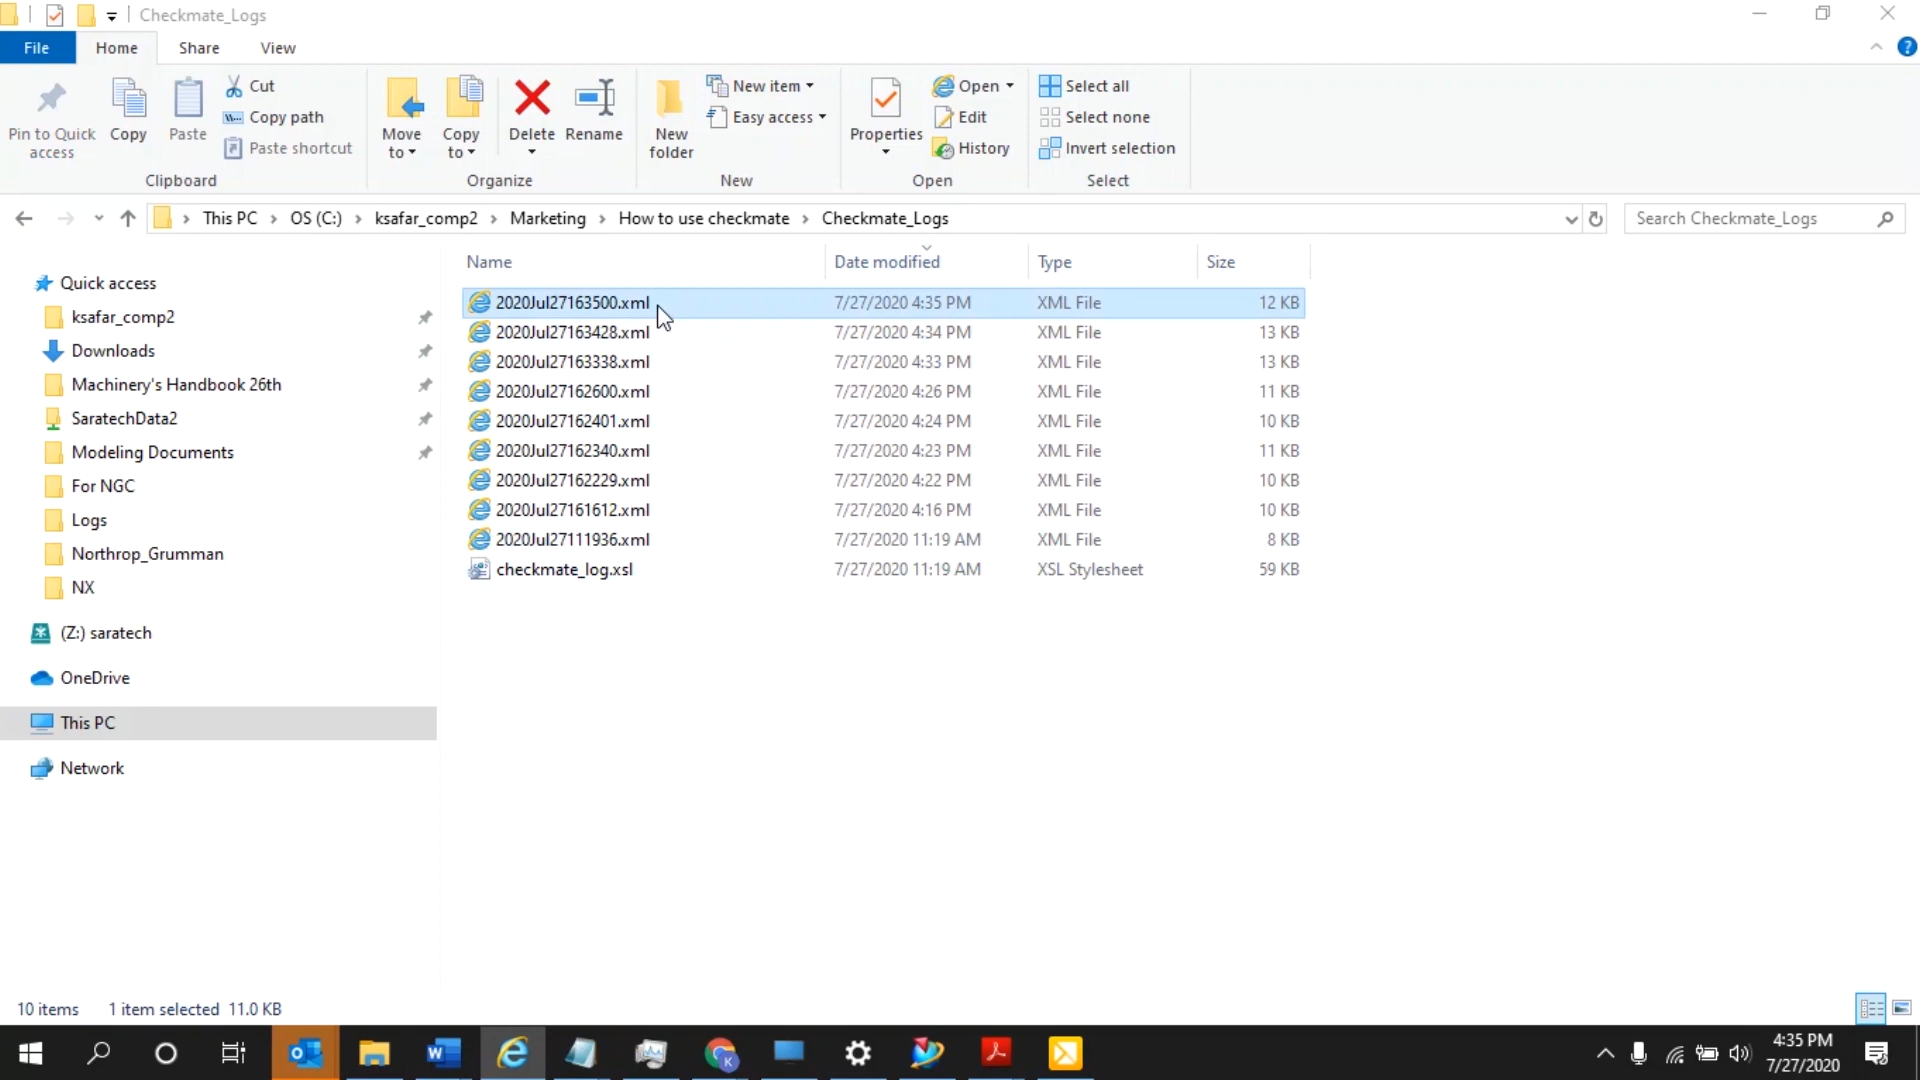 Checkmate_Logs
File Home Share View
Pin to Quick access
Copy
Paste
Cut
Copy path
Paste shortcut
Clipboard
Move to
Copy to
Delete
Rename
Organize
New folder
New item
Easy access
New
Properties
Open
Edit
History
Open
Select all
Select none
Invert selection
Select
This PC > OS (C:) > ksafar_comp2 > Marketing > How to use checkmate > Checkmate_Logs
Search Checkmate_Logs
Quick access
ksafar_comp2
Downloads
Machinery's Handbook 26th
SaratechData2
Modeling Documents
For NGC
Logs
Northrop_Grumman
NX
(Z:) saratech
OneDrive
This PC
Network
Name Date modified Type Size
2020Jul27163500.xml 7/27/2020 4:35 PM XML File 12 KB
2020Jul27163428.xml 7/27/2020 4:34 PM XML File 13 KB
2020Jul27163338.xml 7/27/2020 4:33 PM XML File 13 KB
2020Jul27162600.xml 7/27/2020 4:26 PM XML File 11 KB
2020Jul27162401.xml 7/27/2020 4:24 PM XML File 10 KB
2020Jul27162340.xml 7/27/2020 4:23 PM XML File 11 KB
2020Jul27162229.xml 7/27/2020 4:22 PM XML File 10 KB
2020Jul27161612.xml 7/27/2020 4:16 PM XML File 10 KB
2020Jul27111936.xml 7/27/2020 11:19 AM XML File 8 KB
checkmate_log.xsl 7/27/2020 11:19 AM XSL Stylesheet 59 KB
10 items 1 item selected 11.0 KB
4:35 PM
7/27/2020